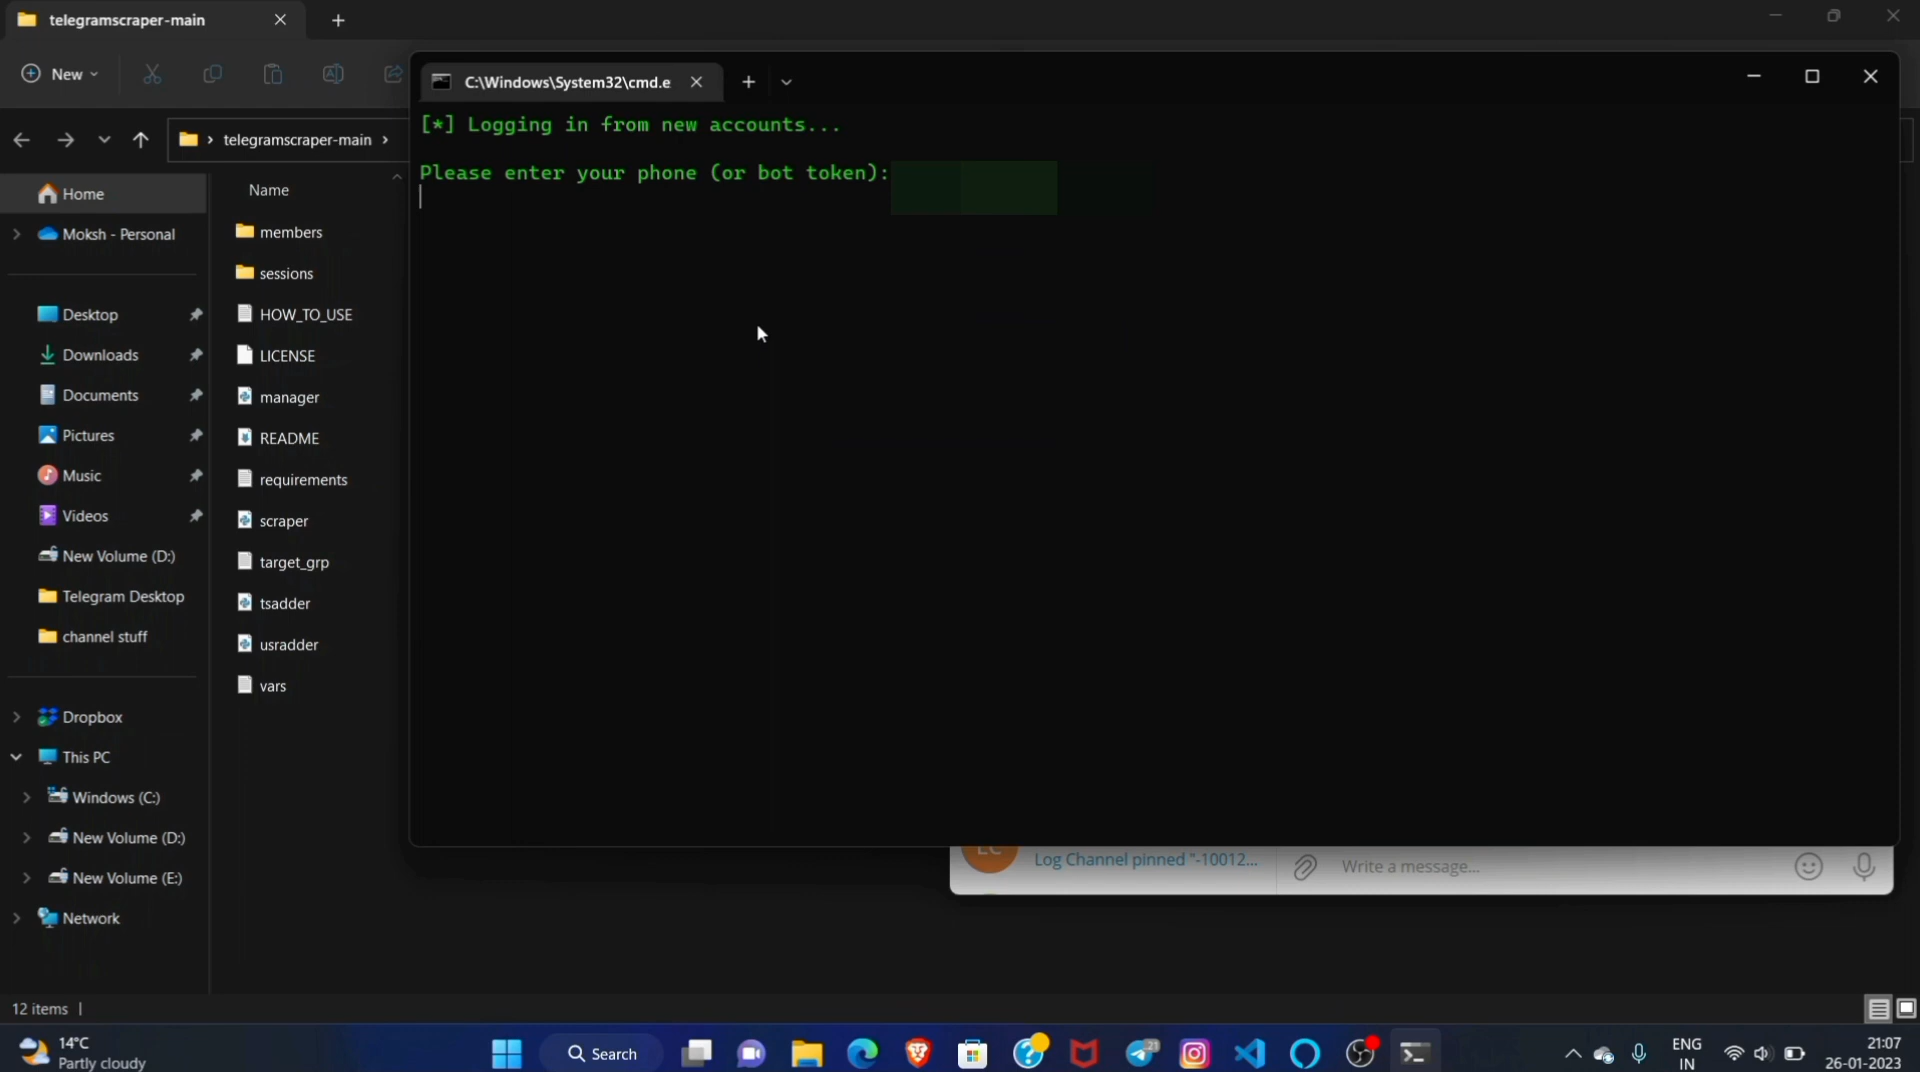 telegramscraper-main
New
C:\Windows\System32\cmd.e
[*] Logging in from new accounts...
telegramscraper-main
Please enter your phone (or bot token):
Home
Name
Moksh - Personal
members
sessions
Desktop
HOW_TO_USE
Downloads
LICENSE
Documents
manager
Pictures
README
Music
requirements
Videos
scraper
New Volume (D:)
target_grp
Telegram Desktop
tsadder
channel stuff
usradder
vars
Dropbox
This PC
Windows (C:)
New Volume (D:)
New Volume (E:)
Network
Log Channel pinned "-10012...
Write a message...
12 items
14°C
Partly cloudy
Search
21
ENG
IN
21:07
26-01-2023